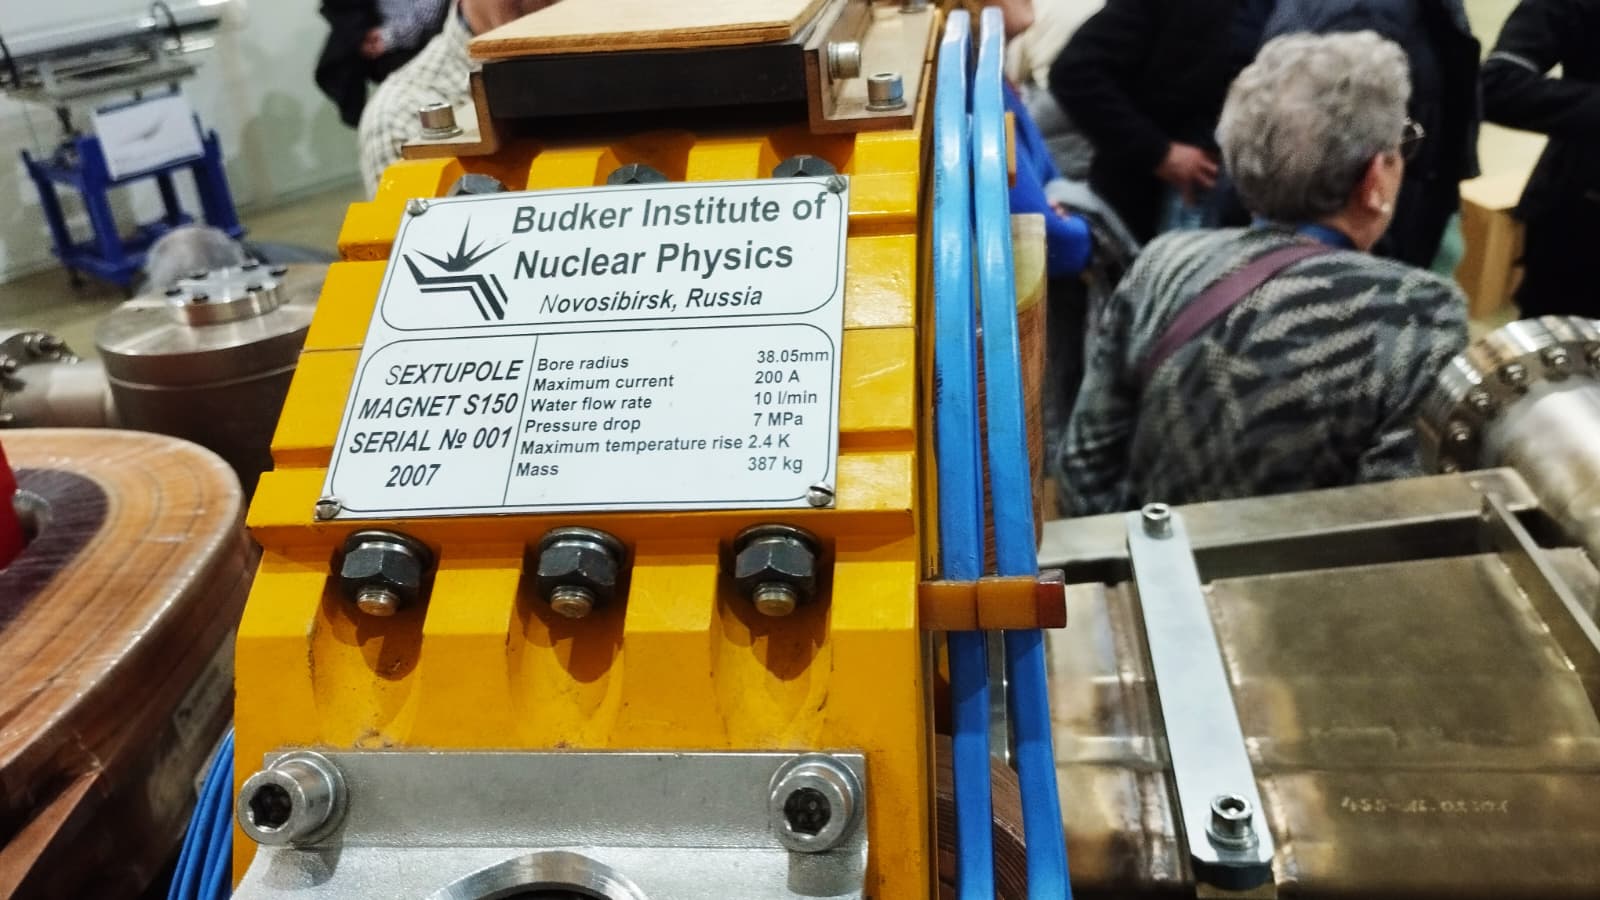 Budker Institute of
Nuclear Physics
Novosibirsk, Russia
SEXTUPOLE
MAGNET S150
SERIAL № 001
2007
Bore radius 38.05mm
Maximum current 200 A
Water flow rate 10 l/min
Pressure drop 7 MPa
Maximum temperature rise 2.4 K
Mass 387 kg